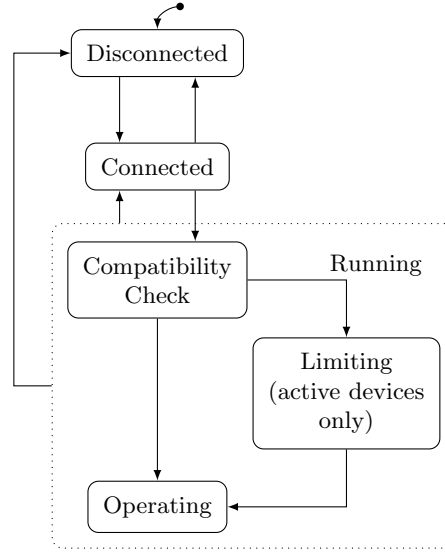 Disconnected
Connected
Compatibility
Check
Running
Limiting
(active devices
only)
Operating